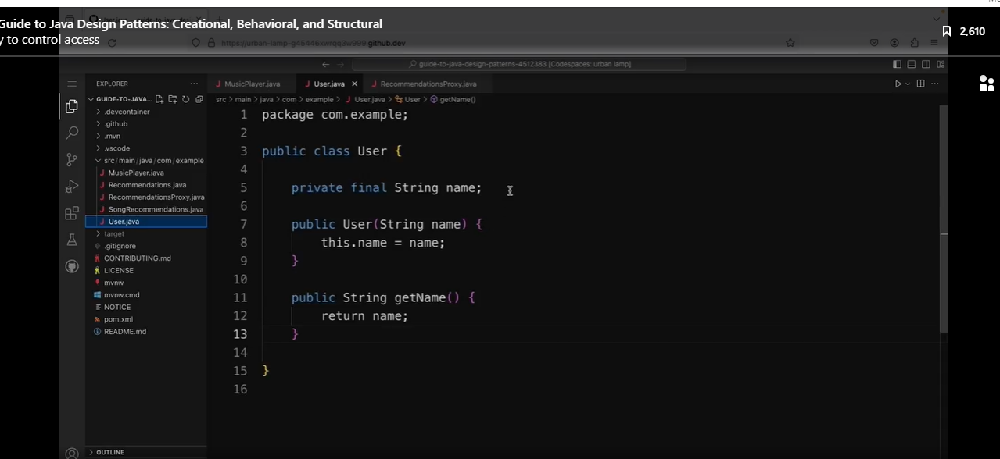 Guide to Java Design Patterns: Creational, Behavioral, and Structural
y to control access
2,610
https://urban-lamp-g45446xwrqq3w999.github.dev
guide-to-java-design-patterns-4512383 [Codespaces: urban lamp]
EXPLORER
MusicPlayer.java
User.java
RecommendationsProxy.java
GUIDE-TO-JAVA...
src > main > java > com > example > User.java > User > getName()
.devcontainer
.github
.mvn
.vscode
src/main/java/com/example
MusicPlayer.java
Recommendations.java
RecommendationsProxy.java
SongRecommendations.java
User.java
target
.gitignore
CONTRIBUTING.md
LICENSE
mvnw
mvnw.cmd
NOTICE
pom.xml
README.md
OUTLINE
1 package com.example;
2
3 public class User {
4
5 private final String name;
6
7 public User(String name) {
8 this.name = name;
9 }
10
11 public String getName() {
12 return name;
13 }
14
15 }
16